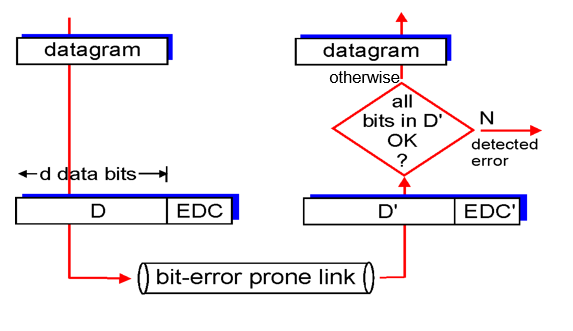 datagram
datagram
otherwise
all
bits in D'
OK
?
N
detected
error
d data bits
D
EDC
D'
EDC'
bit-error prone link